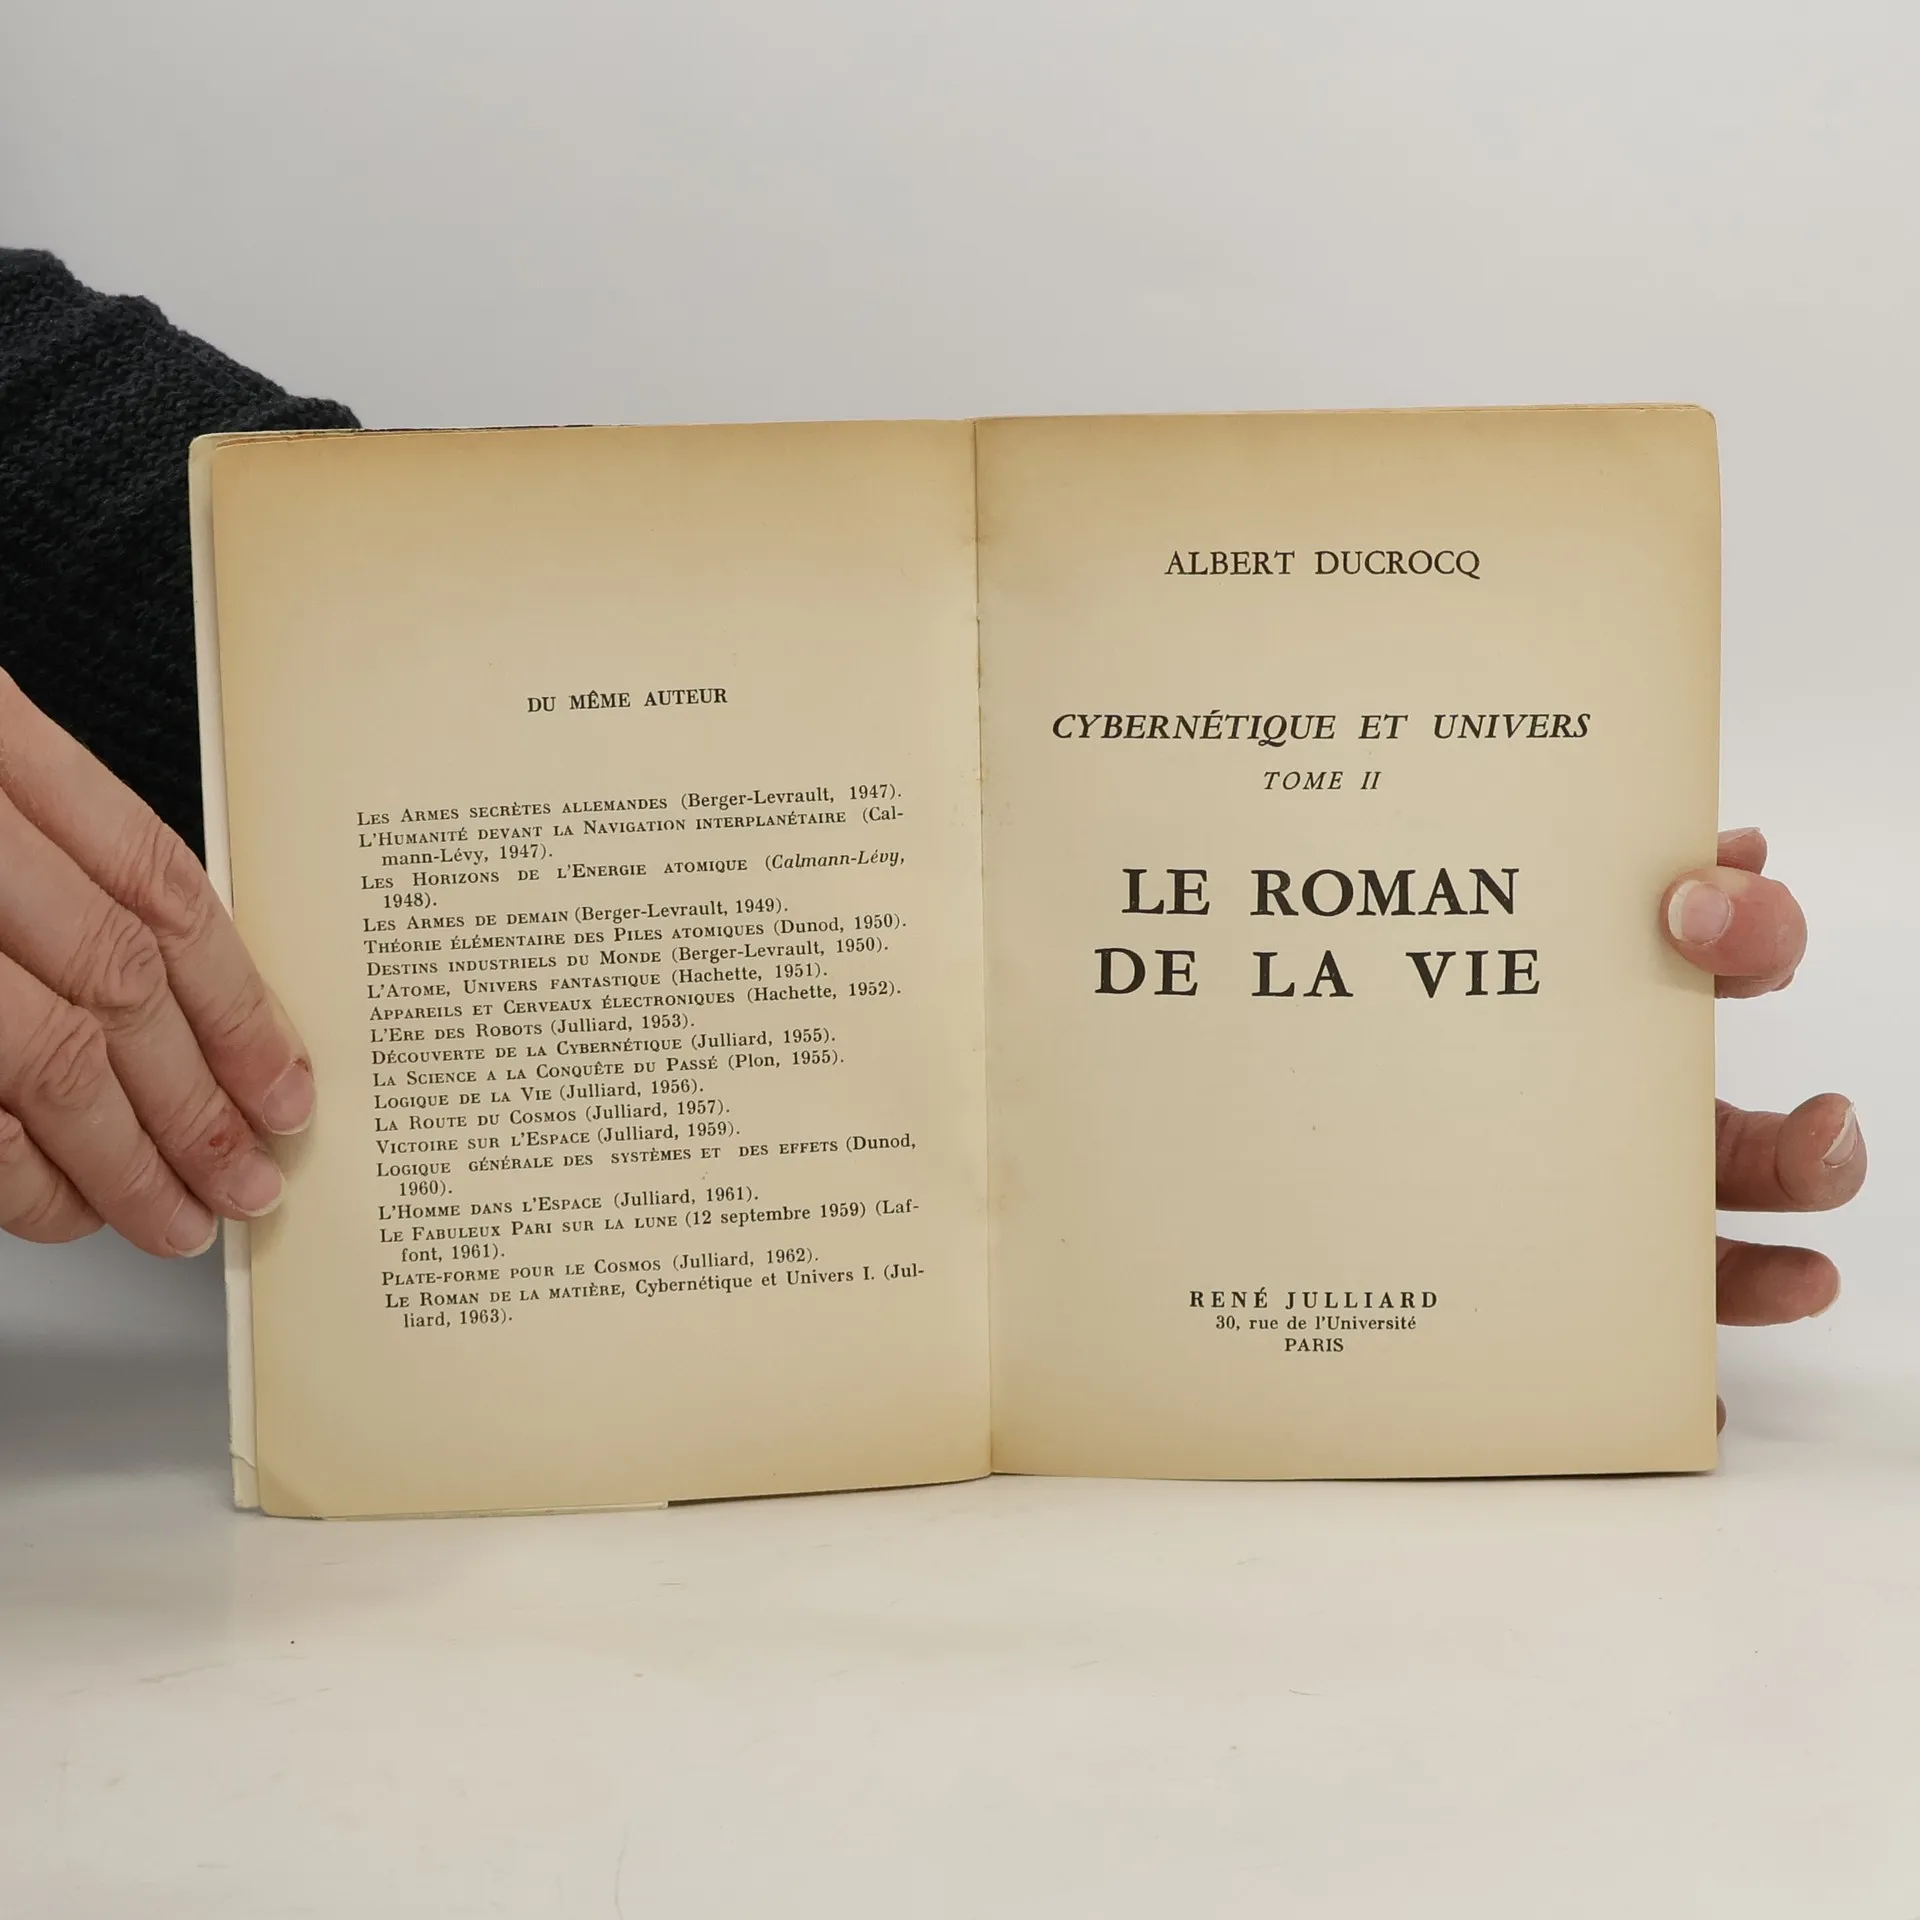 DU MÊME AUTEUR
LES ARMES SECRÈTES ALLEMANDES (Berger-Levrault, 1947).
L'HUMANITÉ DEVANT LA NAVIGATION INTERPLANÉTAIRE (Cal-
mann-Lévy, 1947).
LES HORIZONS DE L'ENERGIE ATOMIQUE (Calmann-Lévy,
1948).
LES ARMES DE DEMAIN (Berger-Levrault, 1949).
THÉORIE ÉLÉMENTAIRE DES PILES ATOMIQUES (Dunod, 1950).
DESTINS INDUSTRIELS DU MONDE (Berger-Levrault, 1950).
L'ATOME, UNIVERS FANTASTIQUE (Hachette, 1951).
APPAREILS ET CERVEAUX ÉLECTRONIQUES (Hachette, 1952).
L'ERE DES ROBOTS (Julliard, 1953).
DÉCOUVERTE DE LA CYBERNÉTIQUE (Julliard, 1955).
LA SCIENCE A LA CONQUÊTE DU PASSÉ (Plon, 1955).
LOGIQUE DE LA VIE (Julliard, 1956).
LA ROUTE DU COSMOS (Julliard, 1957).
VICTOIRE SUR L'ESPACE (Julliard, 1959).
LOGIQUE GÉNÉRALE DES SYSTÈMES ET DES EFFETS (Dunod,
1960).
L'HOMME DANS L'ESPACE (Julliard, 1961).
LE FABULEUX PARI SUR LA LUNE (12 septembre 1959) (Laf-
font, 1961).
PLATE-FORME POUR LE COSMOS (Julliard, 1962).
LE ROMAN DE LA MATIÈRE, Cybernétique et Univers I. (Jul-
liard, 1963).
ALBERT DUCROCQ
CYBERNÉTIQUE ET UNIVERS
TOME II
LE ROMAN
DE LA VIE
RENÉ JULLIARD
30, rue de l'Université
PARIS